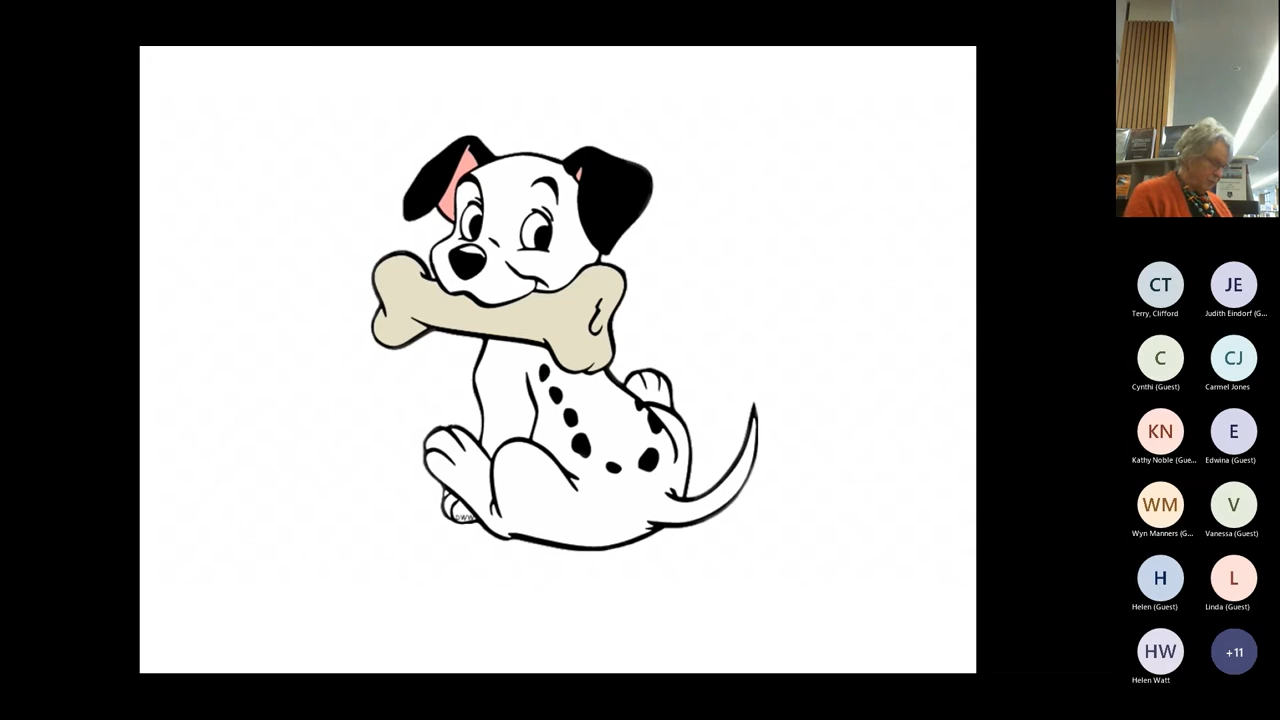 CT
JE
Terry, Clifford
Judith Eindorf (G...
C
CJ
Cynthi (Guest)
Carmel Jones
KN
E
Kathy Noble (Gue...
Edwina (Guest)
WM
V
Wyn Manners (G...
Vanessa (Guest)
H
L
Helen (Guest)
Linda (Guest)
HW
+11
Helen Watt